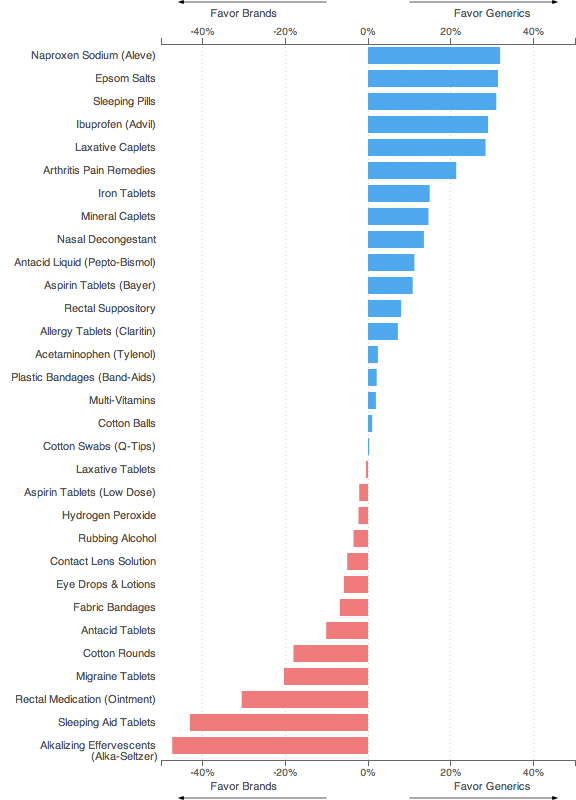 Favor Brands Favor Generics
-40% -20% 0% 20% 40%
Naproxen Sodium (Aleve)
Epsom Salts
Sleeping Pills
Ibuprofen (Advil)
Laxative Caplets
Arthritis Pain Remedies
Iron Tablets
Mineral Caplets
Nasal Decongestant
Antacid Liquid (Pepto-Bismol)
Aspirin Tablets (Bayer)
Rectal Suppository
Allergy Tablets (Claritin)
Acetaminophen (Tylenol)
Plastic Bandages (Band-Aids)
Multi-Vitamins
Cotton Balls
Cotton Swabs (Q-Tips)
Laxative Tablets
Aspirin Tablets (Low Dose)
Hydrogen Peroxide
Rubbing Alcohol
Contact Lens Solution
Eye Drops & Lotions
Fabric Bandages
Antacid Tablets
Cotton Rounds
Migraine Tablets
Rectal Medication (Ointment)
Sleeping Aid Tablets
Alkalizing Effervescents
(Alka-Seltzer)
-40% -20% 0% 20% 40%
Favor Brands Favor Generics